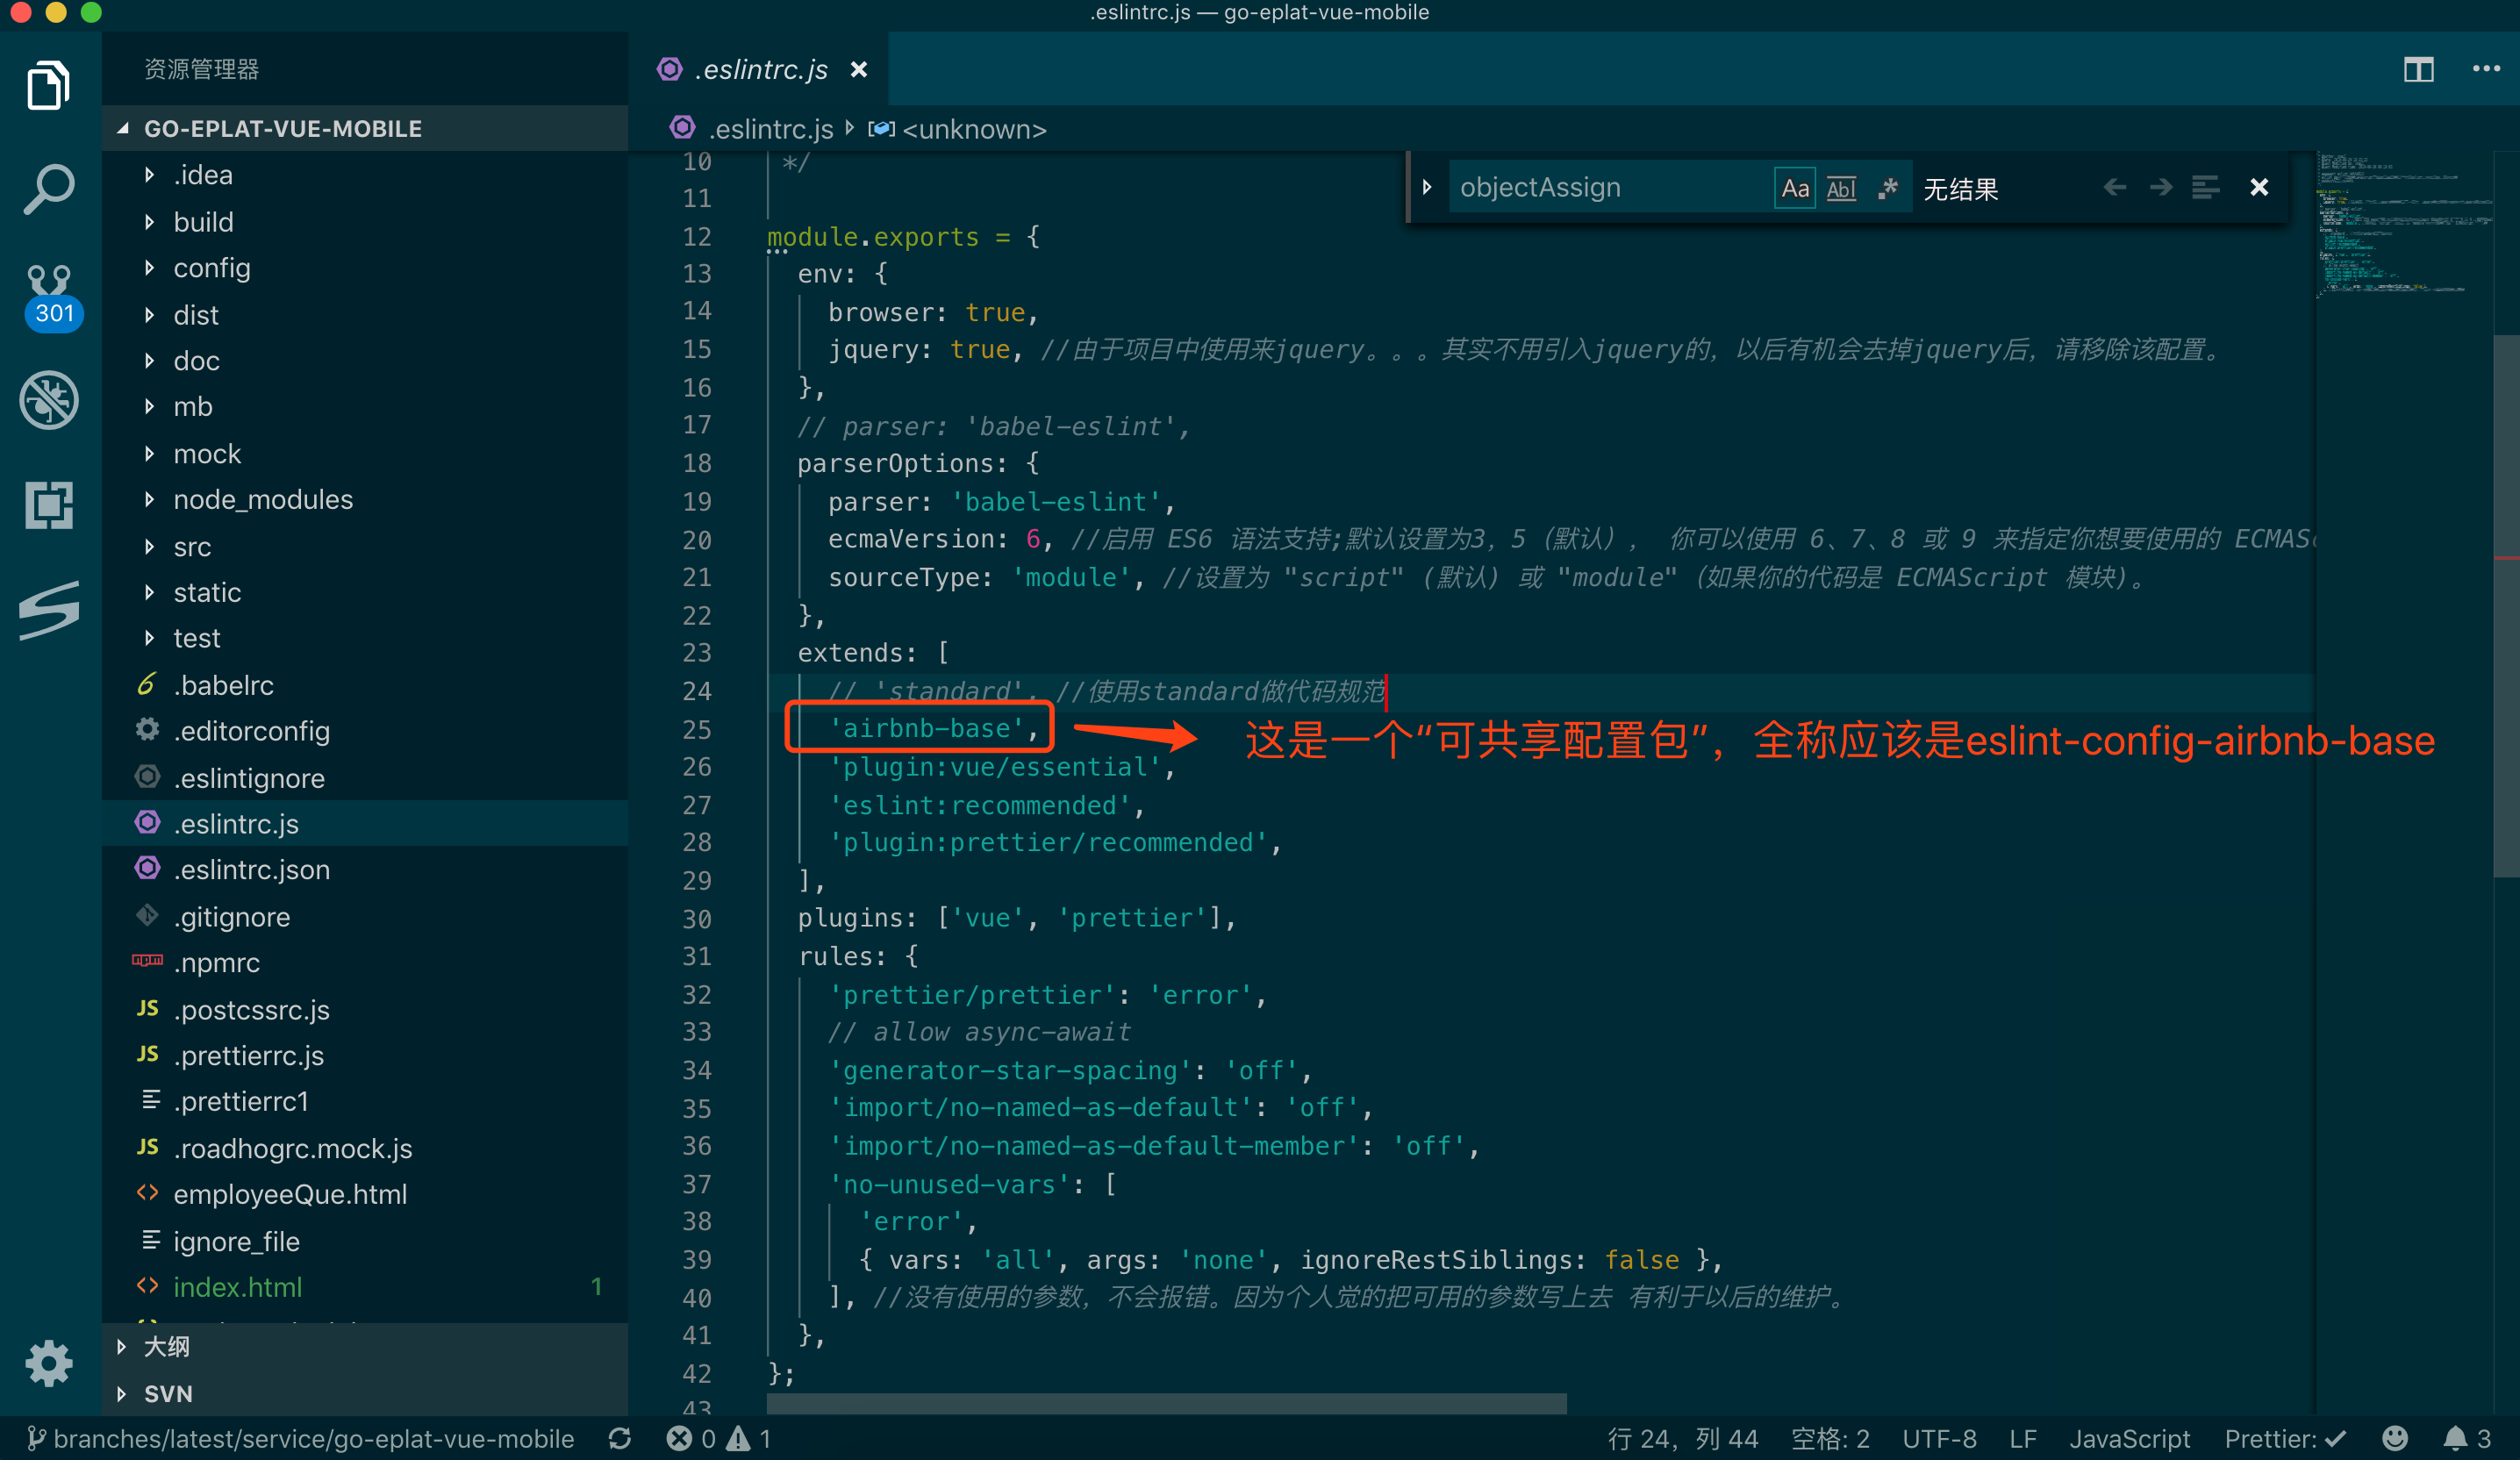 .eslintrc.js — go-eplat-vue-mobile
资源管理器
GO-EPLAT-VUE-MOBILE
.idea
build
config
dist
doc
mb
mock
node_modules
src
static
test
.babelrc
.editorconfig
.eslintignore
.eslintrc.js
.eslintrc.json
.gitignore
.npmrc
.postcssrc.js
.prettierrc.js
.prettierrc1
.roadhogrc.mock.js
employeeQue.html
ignore_file
index.html 1
大纲
SVN
301
.eslintrc.js
.eslintrc.js <unknown>
objectAssign Aa Abl .* 无结果
10 */
11
12 module.exports = {
13 env: {
14 browser: true,
15 jquery: true, //由于项目中使用来jquery。。。其实不用引入jquery的，以后有机会去掉jquery后，请移除该配置。
16 },
17 // parser: 'babel-eslint',
18 parserOptions: {
19 parser: 'babel-eslint',
20 ecmaVersion: 6, //启用 ES6 语法支持;默认设置为3，5（默认）， 你可以使用 6、7、8 或 9 来指定你想要使用的 ECMASc
21 sourceType: 'module', //设置为 "script" (默认) 或 "module"（如果你的代码是 ECMAScript 模块)。
22 },
23 extends: [
24 // 'standard', //使用standard做代码规范
25 'airbnb-base',
这是一个“可共享配置包”，全称应该是eslint-config-airbnb-base
26 'plugin:vue/essential',
27 'eslint:recommended',
28 'plugin:prettier/recommended',
29 ],
30 plugins: ['vue', 'prettier'],
31 rules: {
32 'prettier/prettier': 'error',
33 // allow async-await
34 'generator-star-spacing': 'off',
35 'import/no-named-as-default': 'off',
36 'import/no-named-as-default-member': 'off',
37 'no-unused-vars': [
38 'error',
39 { vars: 'all', args: 'none', ignoreRestSiblings: false },
40 ], //没有使用的参数，不会报错。因为个人觉的把可用的参数写上去 有利于以后的维护。
41 },
42 };
43
branches/latest/service/go-eplat-vue-mobile 0 1 行 24，列 44 空格: 2 UTF-8 LF JavaScript Prettier: ✓ 3